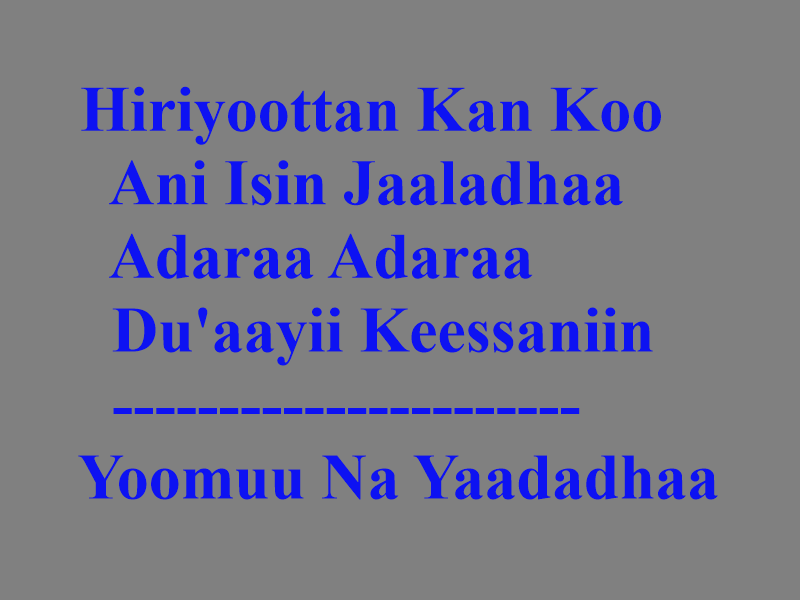 Hiriyoottan Kan Koo
Ani Isin Jaaladhaa
Adaraa Adaraa
Du'aayii Keessaniin
----------------------
Yoomuu Na Yaadadhaa